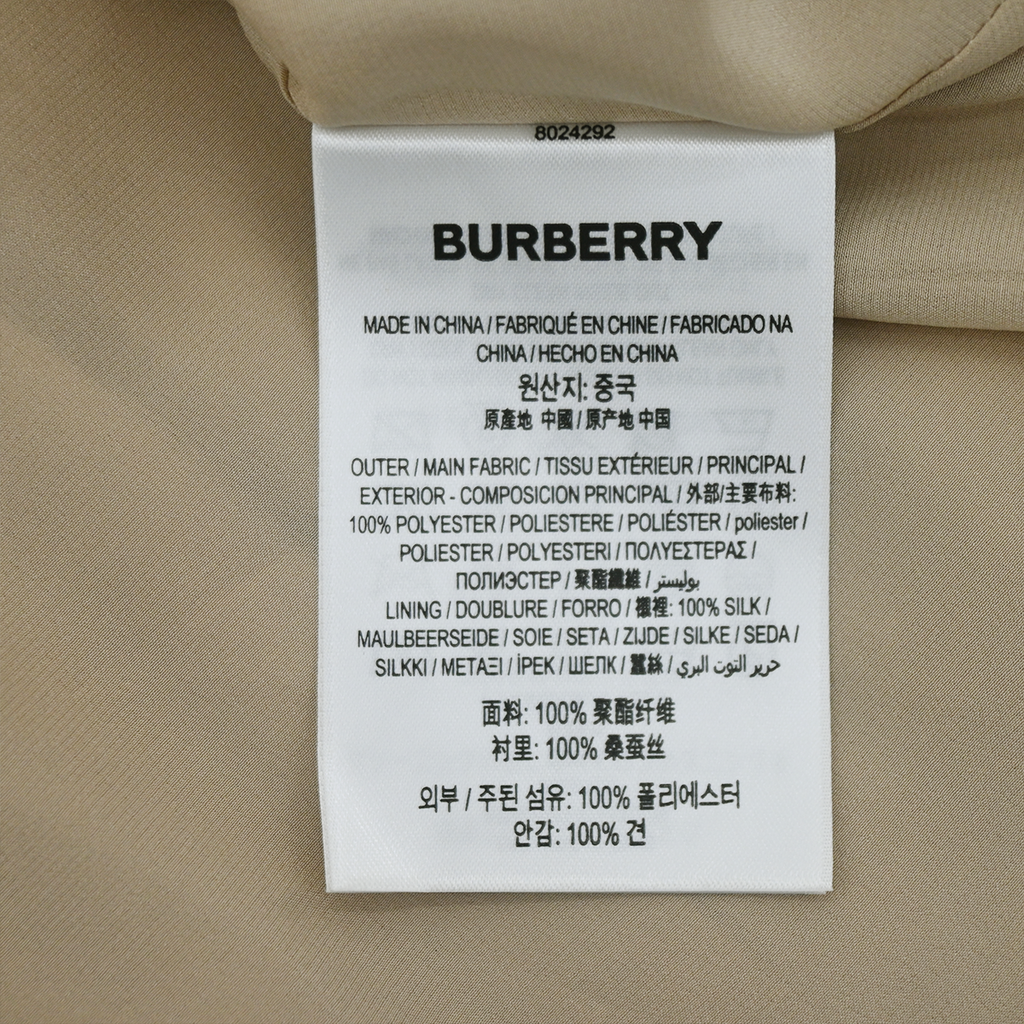 8024292
BURBERRY
MADE IN CHINA / FABRIQUÉ EN CHINE / FABRICADO NA
CHINA / HECHO EN CHINA
원산지: 중국
原產地 中國 / 原产地 中国
OUTER / MAIN FABRIC / TISSU EXTÉRIEUR / PRINCIPAL /
EXTERIOR - COMPOSICION PRINCIPAL / 外部/主要布料:
100% POLYESTER / POLIESTERE / POLIÉSTER / poliester /
POLIESTER / POLYESTERI / ΠΟΛΥΕΣΤΕΡΑΣ /
ПОЛИЭСТЕР / 聚酯纖維 / بوليستر
LINING / DOUBLURE / FORRO / 襯裡: 100% SILK /
MAULBEERSEIDE / SOIE / SETA / ZIJDE / SILKE / SEDA /
SILKKI / ΜΕΤΑΞΙ / İPEK / ШЕЛК / 蠶絲 / حرير التوت البري
面料: 100% 聚酯纤维
衬里: 100% 桑蚕丝
외부 / 주된 섬유: 100% 폴리에스터
안감: 100% 견